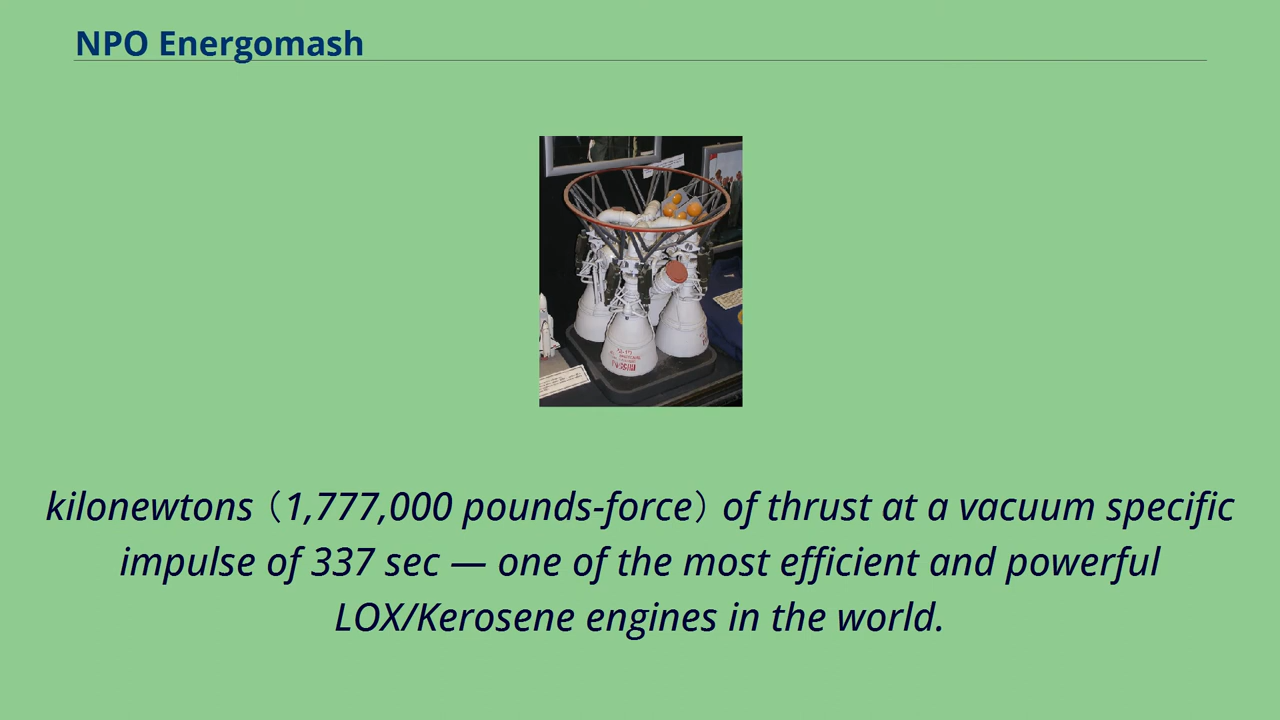 NPO Energomash
kilonewtons（1,777,000 pounds-force）of thrust at a vacuum specific
impulse of 337 sec — one of the most efficient and powerful
LOX/Kerosene engines in the world.